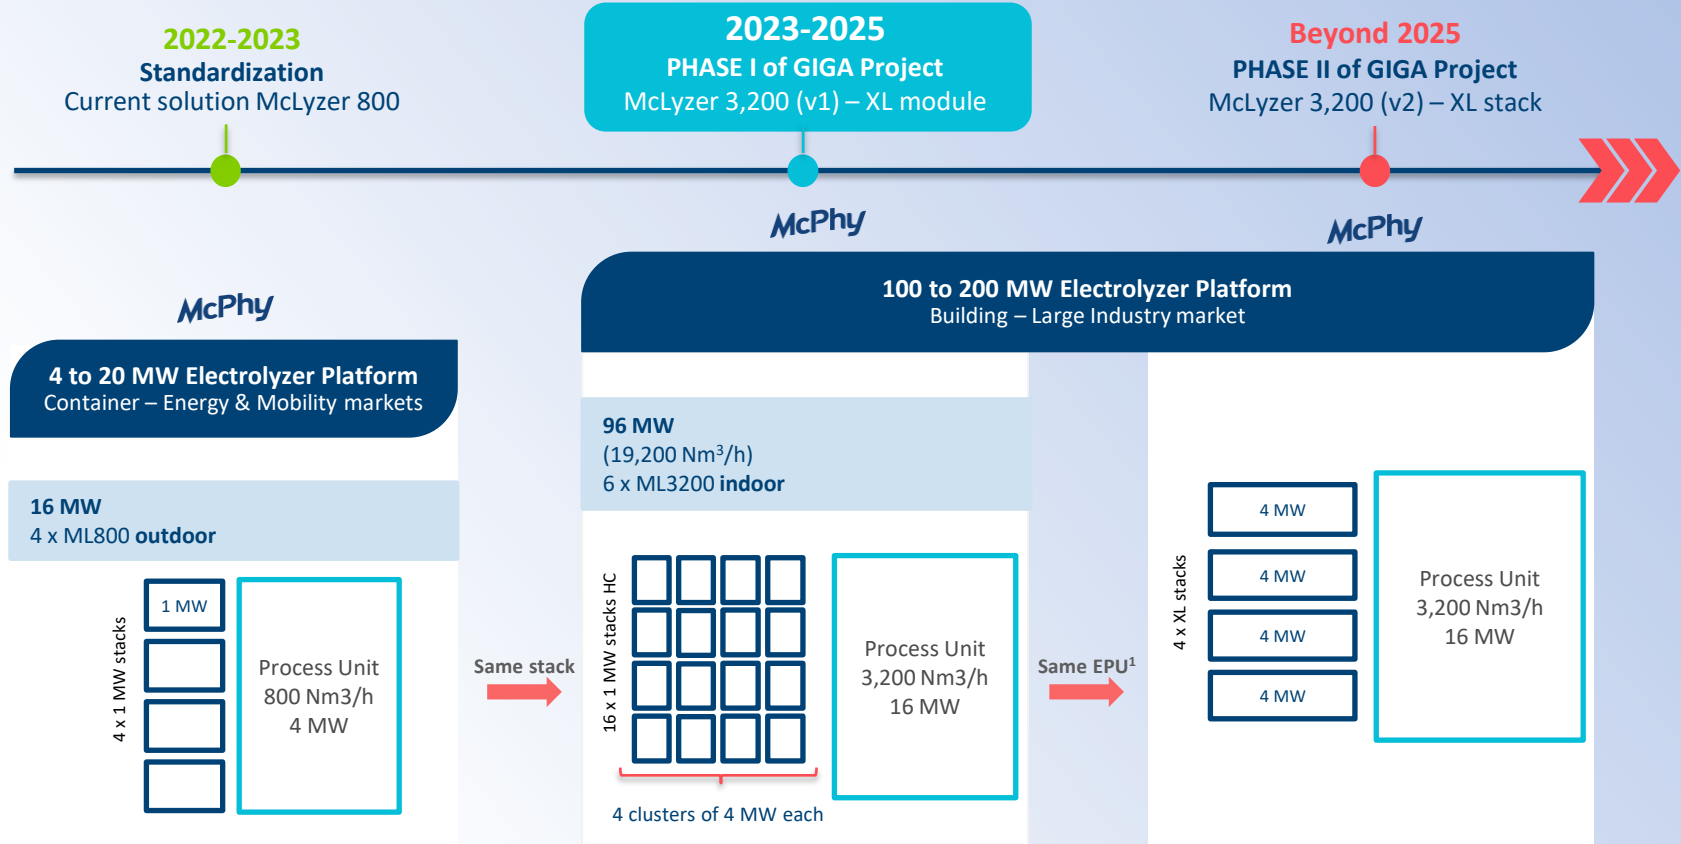 2022-2023
Standardization
Current solution McLyzer 800
2023-2025
PHASE I of GIGA Project
McLyzer 3,200 (v1) – XL module
Beyond 2025
PHASE II of GIGA Project
McLyzer 3,200 (v2) – XL stack
McPhy
McPhy
McPhy
4 to 20 MW Electrolyzer Platform
Container – Energy & Mobility markets
100 to 200 MW Electrolyzer Platform
Building – Large Industry market
16 MW
4 x ML800 outdoor
4 x 1 MW stacks
1 MW
Process Unit
800 Nm3/h
4 MW
Same stack
96 MW
(19,200 Nm³/h)
6 x ML3200 indoor
16 x 1 MW stacks HC
Process Unit
3,200 Nm3/h
16 MW
4 clusters of 4 MW each
Same EPU¹
4 x XL stacks
4 MW
4 MW
4 MW
4 MW
Process Unit
3,200 Nm3/h
16 MW